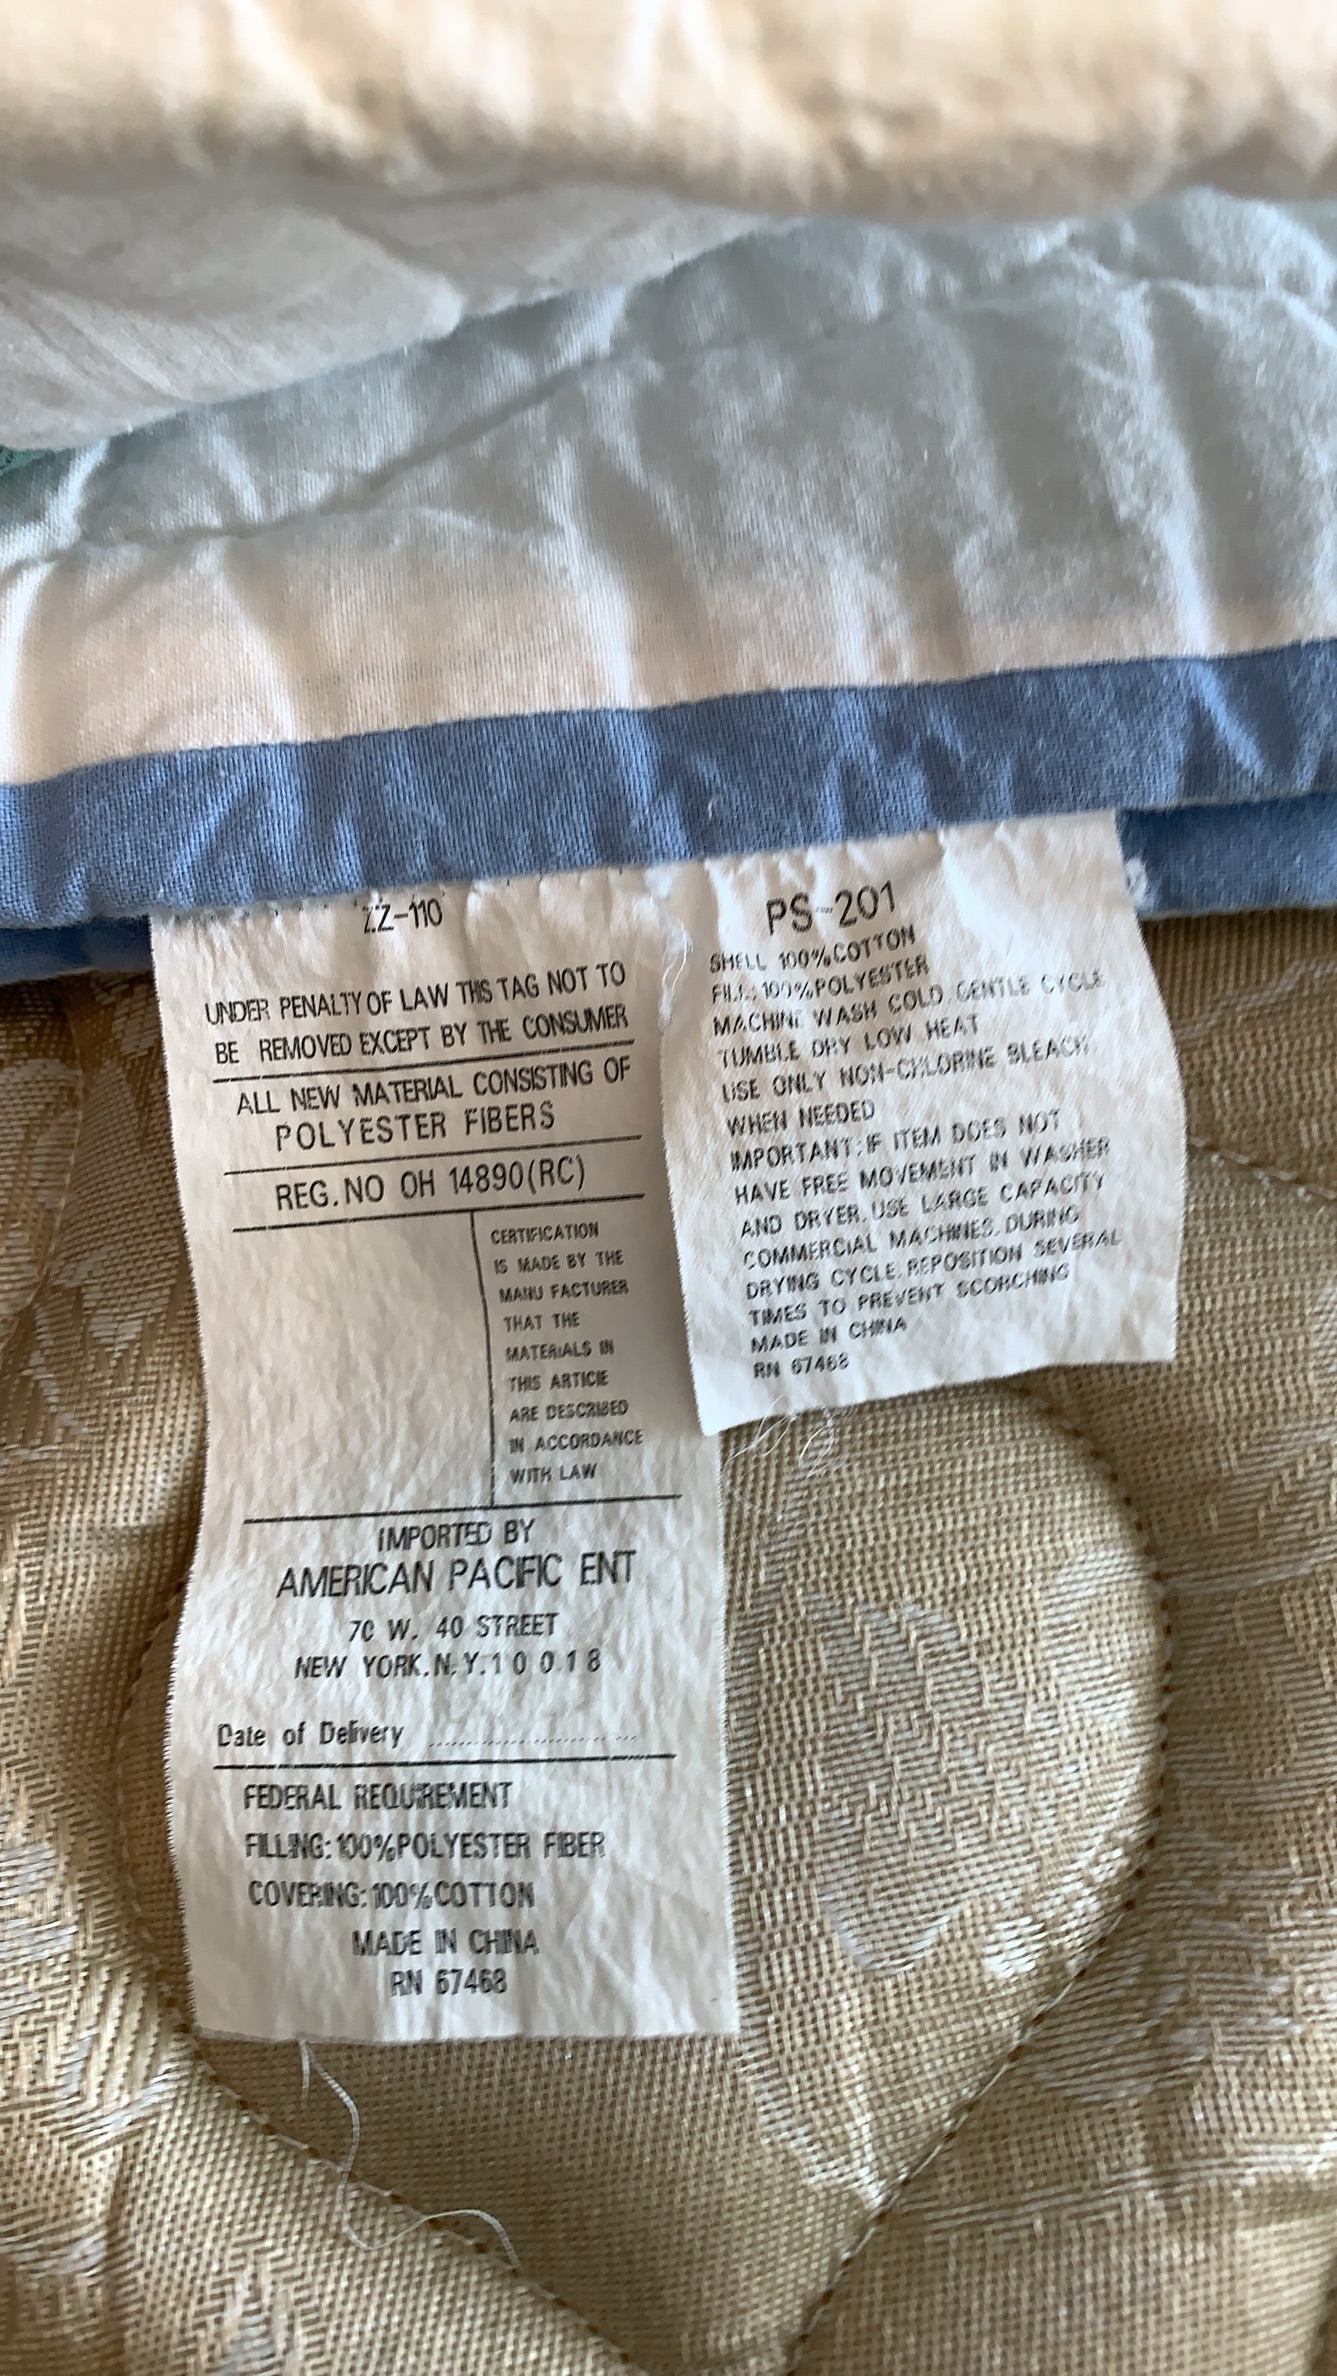 ZZ-110
UNDER PENALTY OF LAW THIS TAG NOT TO
BE REMOVED EXCEPT BY THE CONSUMER
ALL NEW MATERIAL CONSISTING OF
POLYESTER FIBERS
REG.NO OH 14890(RC)
CERTIFICATION
IS MADE BY THE
MANU FACTURER
THAT THE
MATERIALS IN
THIS ARTICIE
ARE DESCRIBED
IN ACCORDANCE
WITH LAW
IMPORTED BY
AMERICAN PACIFIC ENT
70 W. 40 STREET
NEW YORK.N.Y.10018
Date of Delivery ........................
FEDERAL REQUIREMENT
FILLING:100%POLYESTER FIBER
COVERING:100%COTTON
MADE IN CHINA
RN 67468
PS-201
SHELL 100%COTTON
FILL:100%POLYESTER
MACHINE WASH COLD.GENTLE CYCLE
TUMBLE DRY LOW HEAT
USE ONLY NON-CHLORINE BLEACH
WHEN NEEDED
IMPORTANT:IF ITEM DOES NOT
HAVE FREE MOVEMENT IN WASHER
AND DRYER.USE LARGE CAPACITY
COMMERCIAL MACHINES.DURING
DRYING CYCLE.REPOSITION SEVERAL
TIMES TO PREVENT SCORCHING
MADE IN CHINA
RN 67468